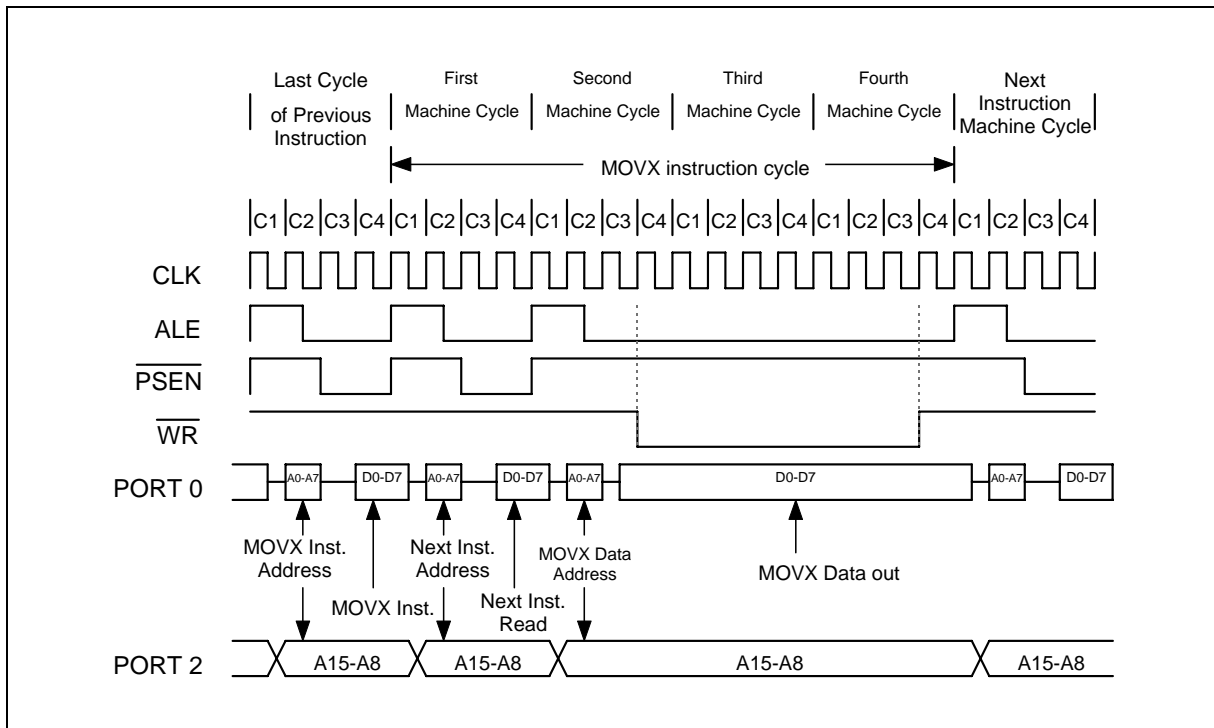 Last Cycle
of Previous
Instruction
First
Machine Cycle
Second
Machine Cycle
Third
Machine Cycle
Fourth
Machine Cycle
Next
Instruction
Machine Cycle
MOVX instruction cycle
C1 C2 C3 C4 C1 C2 C3 C4 C1 C2 C3 C4 C1 C2 C3 C4 C1 C2 C3 C4 C1 C2 C3 C4
CLK
ALE
PSEN
WR
PORT 0
A0-A7 D0-D7 A0-A7 D0-D7 A0-A7 D0-D7 A0-A7 D0-D7
MOVX Inst.
Address
Next Inst.
Address
MOVX Data
Address
MOVX Data out
MOVX Inst.
Next Inst.
Read
PORT 2
A15-A8 A15-A8 A15-A8 A15-A8